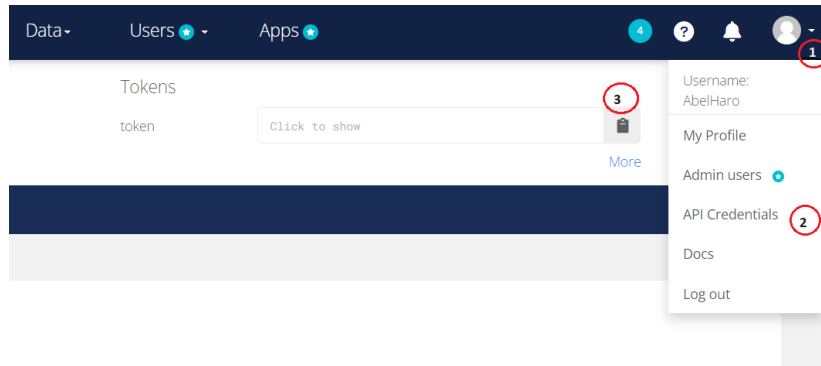 Data Users Apps 4 ?
1
Tokens
3
token Click to show
More
Username:
AbelHaro
My Profile
Admin users
API Credentials
2
Docs
Log out